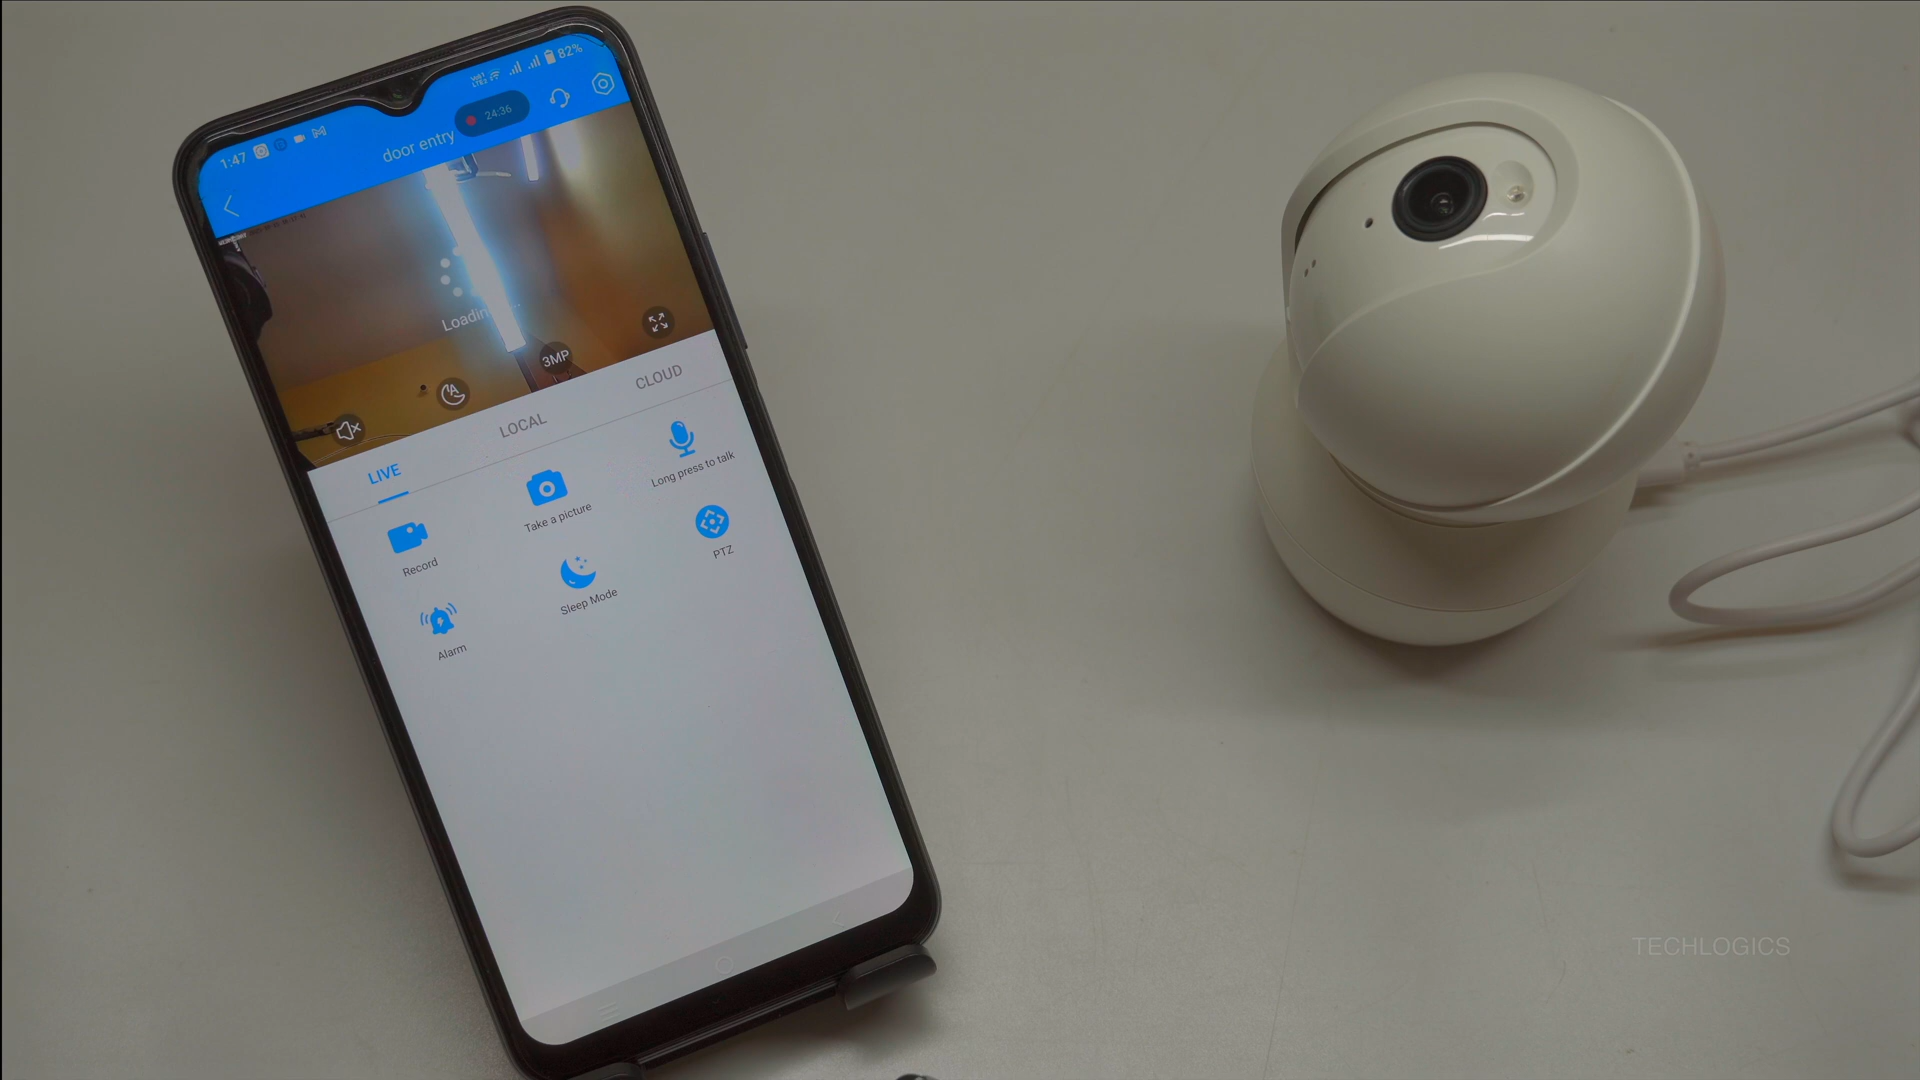 1:47
82%
24:36
door entry
Loading...
3MP
LIVE
LOCAL
CLOUD
Record
Take a picture
Long press to talk
Alarm
Sleep Mode
PTZ
TECHLOGICS